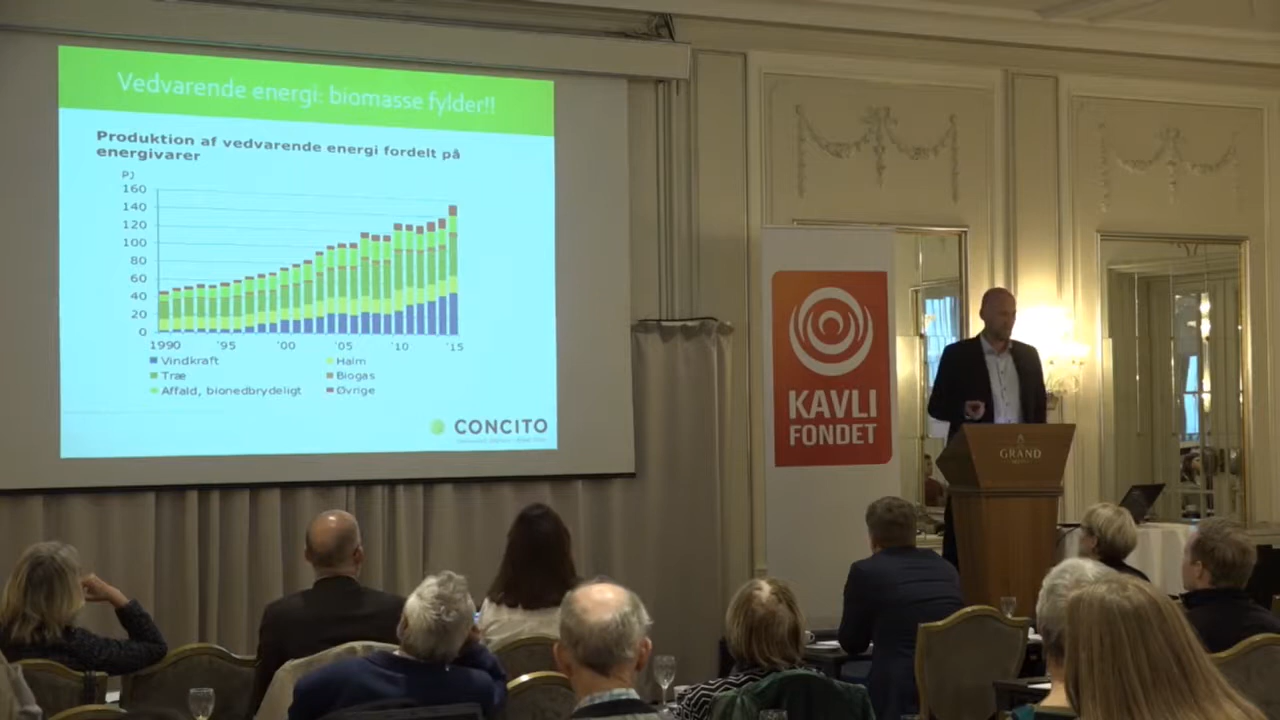 Vedvarende energi: biomasse fylder!!
Produktion af vedvarende energi fordelt på
energivarer
PJ
160
140
120
100
80
60
40
20
0
1990 '95 '00 '05 '10 '15
Vindkraft Halm
Træ Biogas
Affald, bionedbrydeligt Øvrige
CONCITO
KAVLI
FONDET
GRAND